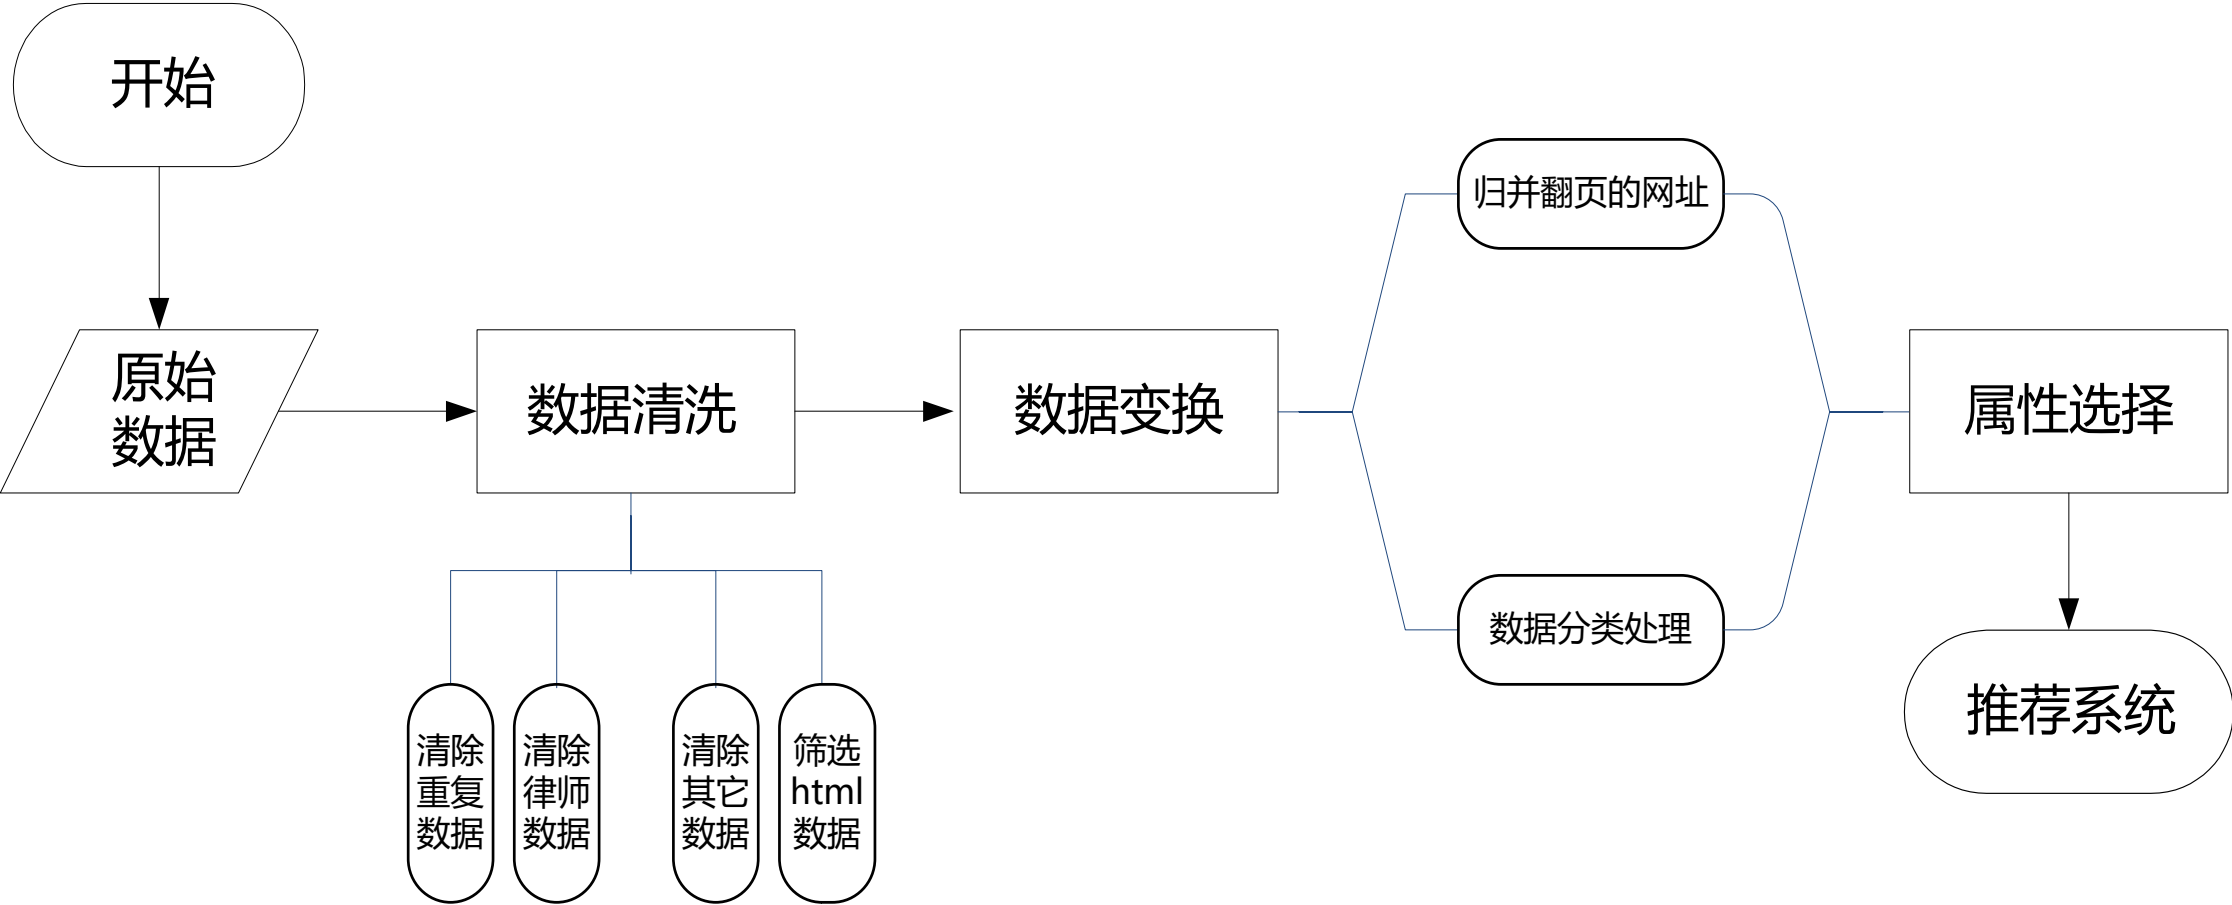 开始
原始
数据
数据清洗
数据变换
归并翻页的网址
数据分类处理
属性选择
推荐系统
清除
重复
数据
清除
律师
数据
清除
其它
数据
筛选
html
数据